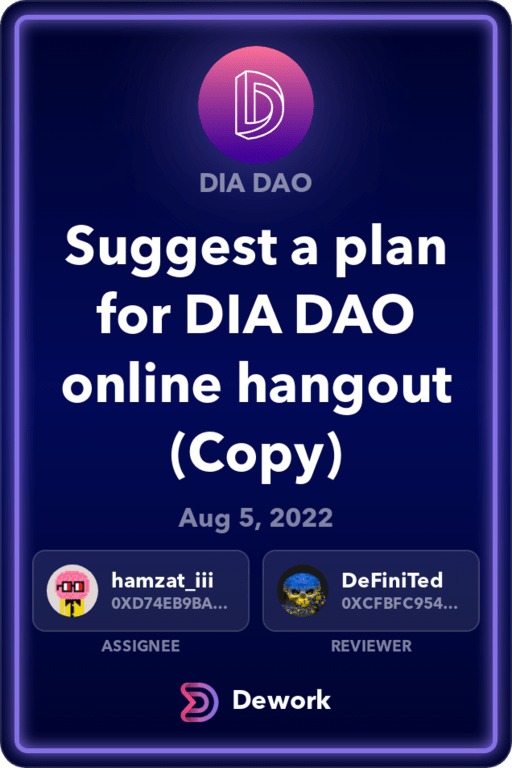 DIA DAO
Suggest a plan
for DIA DAO
online hangout
(Copy)
Aug 5, 2022
hamzat_iii
0XD74EB9BA...
ASSIGNEE
DeFiniTed
0XCFBFC954...
REVIEWER
Dework